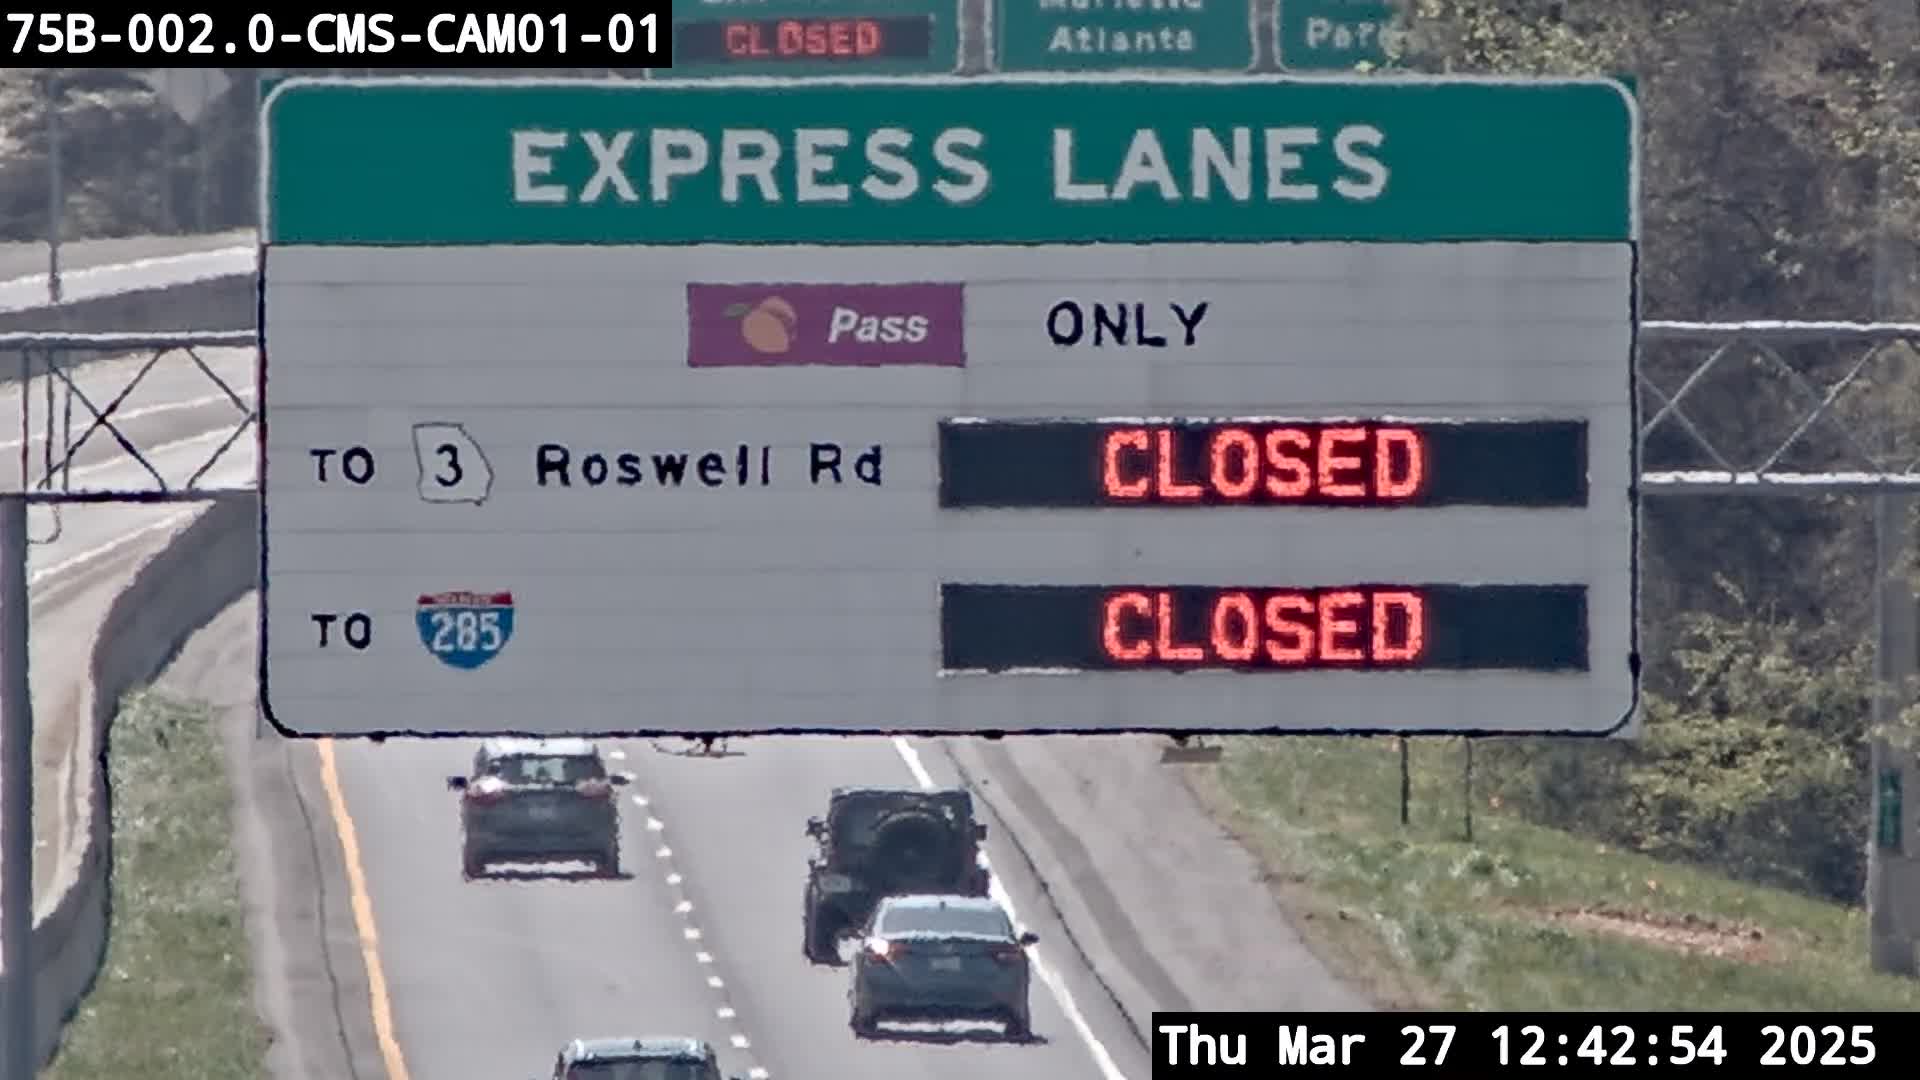 75B-002.0-CMS-CAM01-01
CLOSED
Atlanta
EXPRESS LANES
Pass ONLY
TO 3 Roswell Rd CLOSED
TO 285 CLOSED
Thu Mar 27 12:42:54 2025